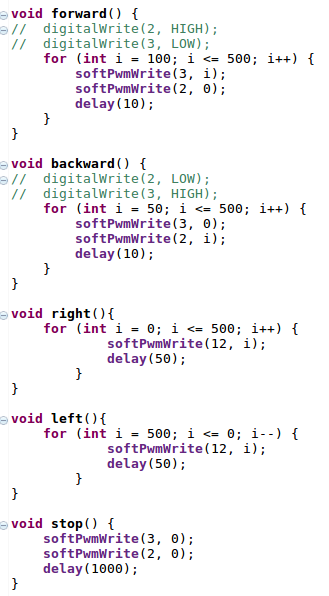 void forward() {
//  digitalWrite(2, HIGH);
//  digitalWrite(3, LOW);
    for (int i = 100; i <= 500; i++) {
        softPwmWrite(3, i);
        softPwmWrite(2, 0);
        delay(10);
    }
}

void backward() {
//  digitalWrite(2, LOW);
//  digitalWrite(3, HIGH);
    for (int i = 50; i <= 500; i++) {
        softPwmWrite(3, 0);
        softPwmWrite(2, i);
        delay(10);
    }
}

void right(){
    for (int i = 0; i <= 500; i++) {
            softPwmWrite(12, i);
            delay(50);
        }
}

void left(){
    for (int i = 500; i <= 0; i--) {
            softPwmWrite(12, i);
            delay(50);
        }
}

void stop() {
    softPwmWrite(3, 0);
    softPwmWrite(2, 0);
    delay(1000);
}